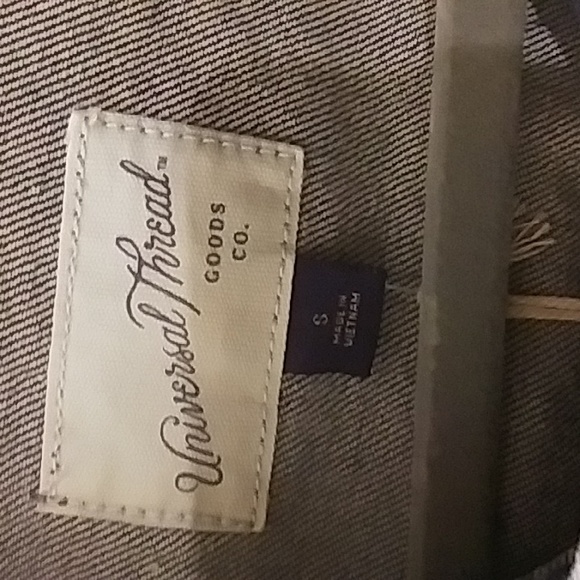 Universal Thread™
GOODS
CO.
S
MADE IN
VIETNAM